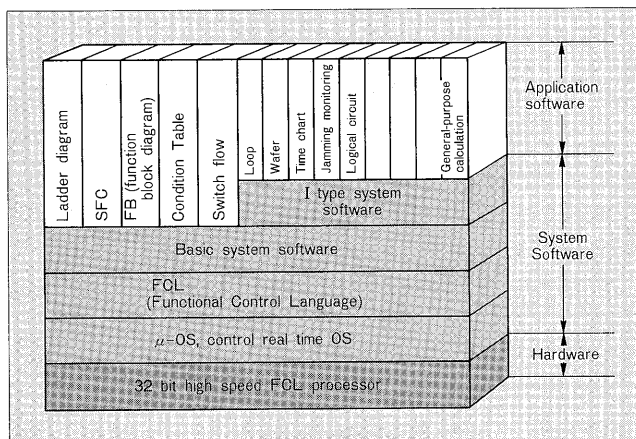 Ladder diagram
SFC
FB (function
block diagram)
Condition Table
Switch flow
Loop
Wafer
Time chart
Jamming monitoring
Logical circuit
General-purpose
calculation
Application
software
I type system
software
Basic system software
System
Software
FCL
(Functional Control Language)
μ-OS, control real time OS
Hardware
32 bit high speed FCL processor